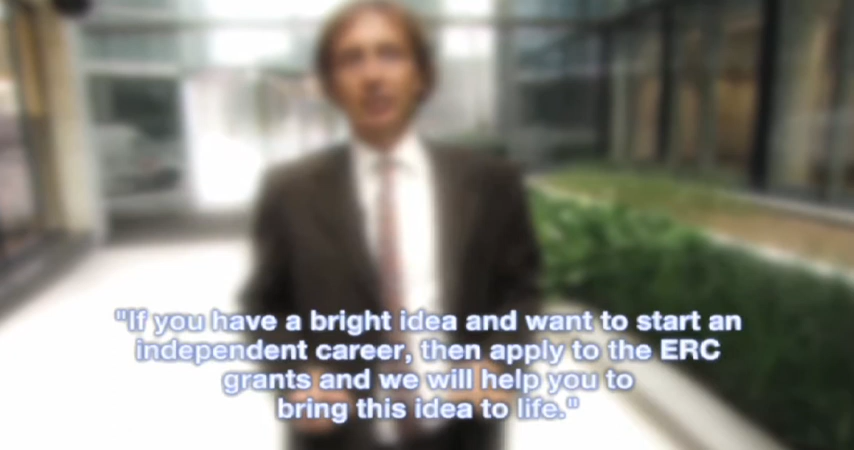 "If you have a bright idea and want to start an
independent career, then apply to the ERC
grants and we will help you to
bring this idea to life."